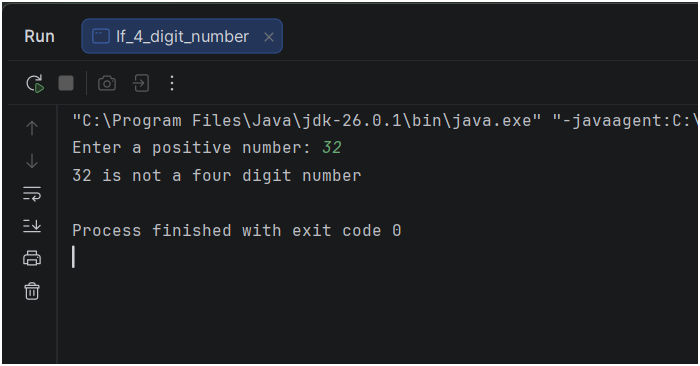 Run If_4_digit_number
"C:\Program Files\Java\jdk-26.0.1\bin\java.exe" "-javaagent:C:\
Enter a positive number: 32
32 is not a four digit number
Process finished with exit code 0